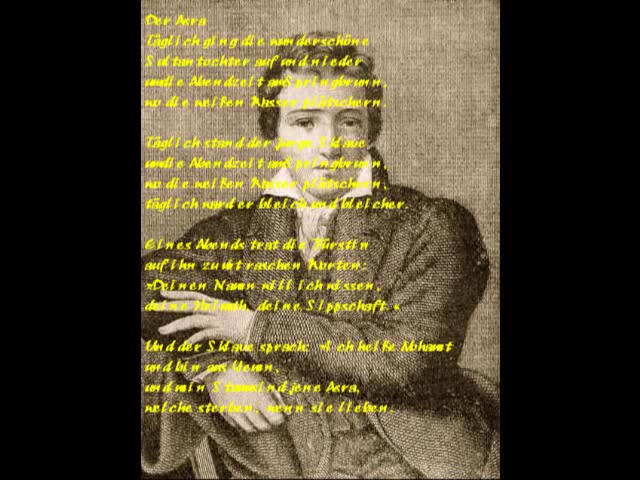 Der Asra
Täglich ging die wunderschöne
Sultantochter auf und nieder
um die Abendzeit am Springbrunn,
wo die weißen Wasser plätschern.
Täglich stand der junge Sklave
um die Abendzeit am Springbrunn,
wo die weißen Wasser plätschern,
täglich ward er bleich und bleicher.
Eines Abends trat die Fürstin
auf ihn zu mit raschen Worten:
»Deinen Namen will ich wissen,
deine Heimath, deine Sippschaft.«
Und der Sklave sprach: »Ich heiße Mohamet
und bin aus Yemen,
und mein Stamm sind jene Asra,
welche sterben, wenn sie lieben.